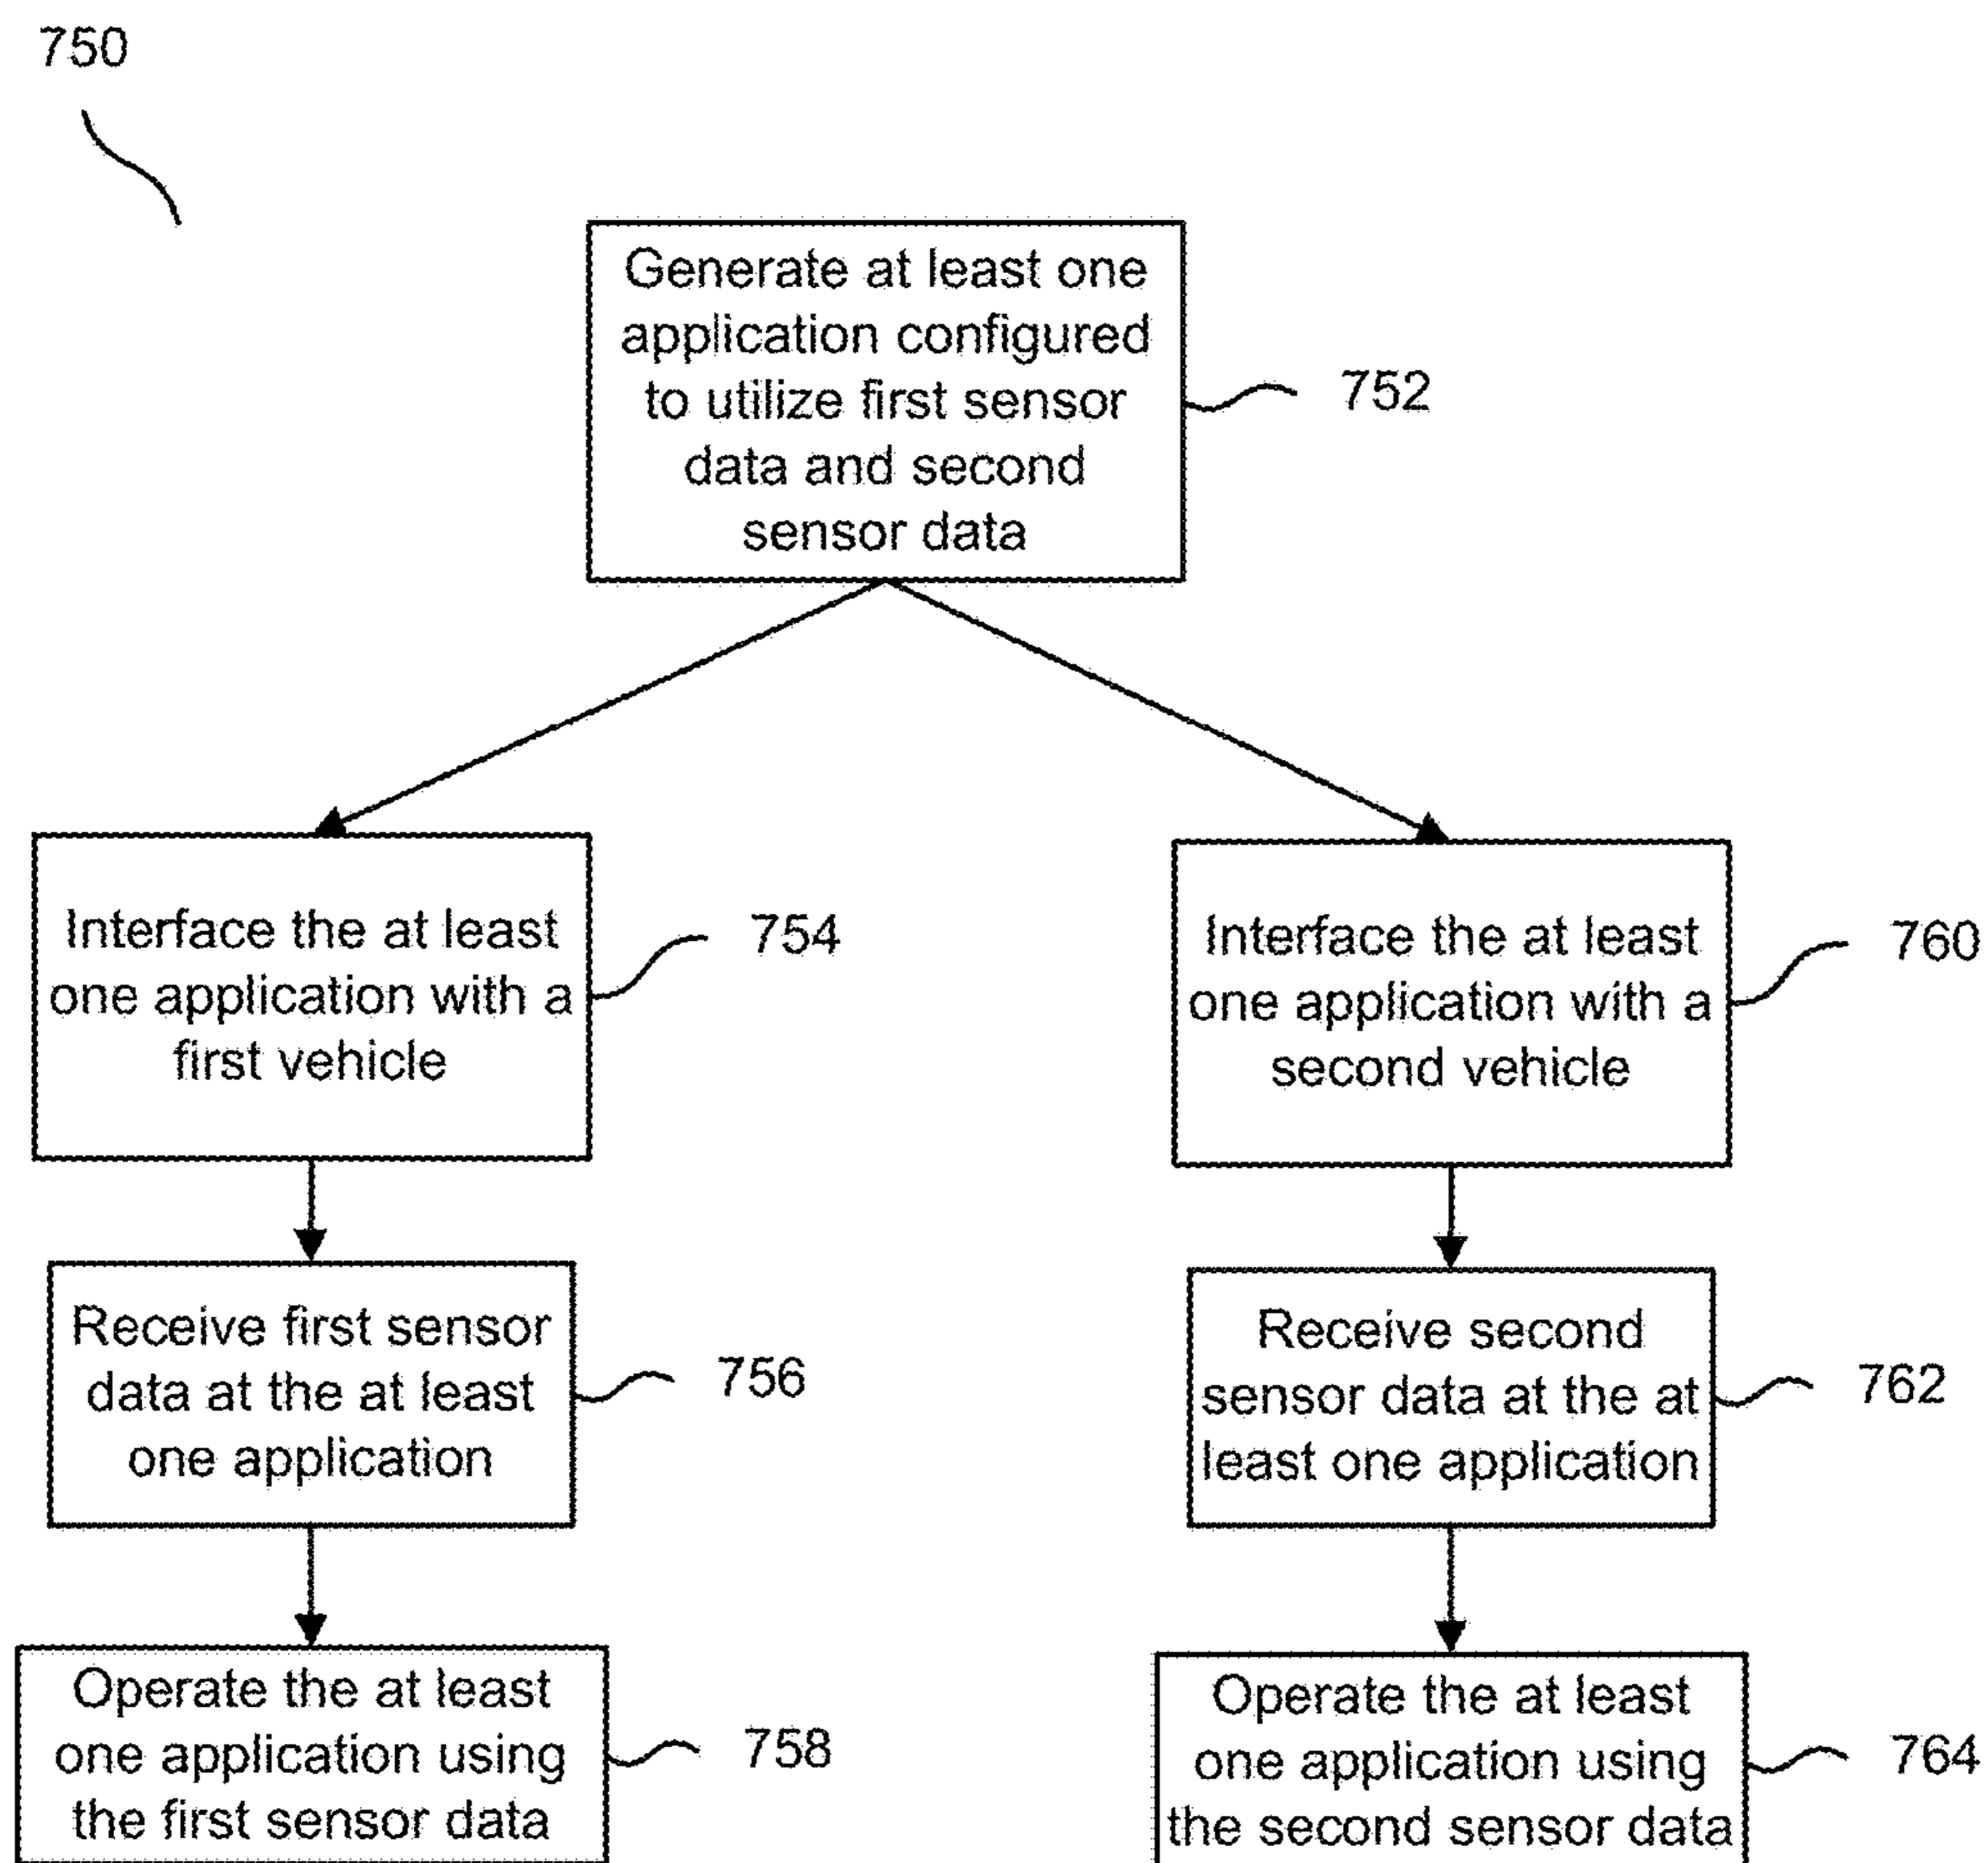 750
Generate at least one
application configured
to utilize first sensor
data and second
sensor data
752
Interface the at least
one application with a
first vehicle
754
Interface the at least
one application with a
second vehicle
760
Receive first sensor
data at the at least
one application
756
Receive second
sensor data at the at
least one application
762
Operate the at least
one application using
the first sensor data
758
Operate the at least
one application using
the second sensor data
764